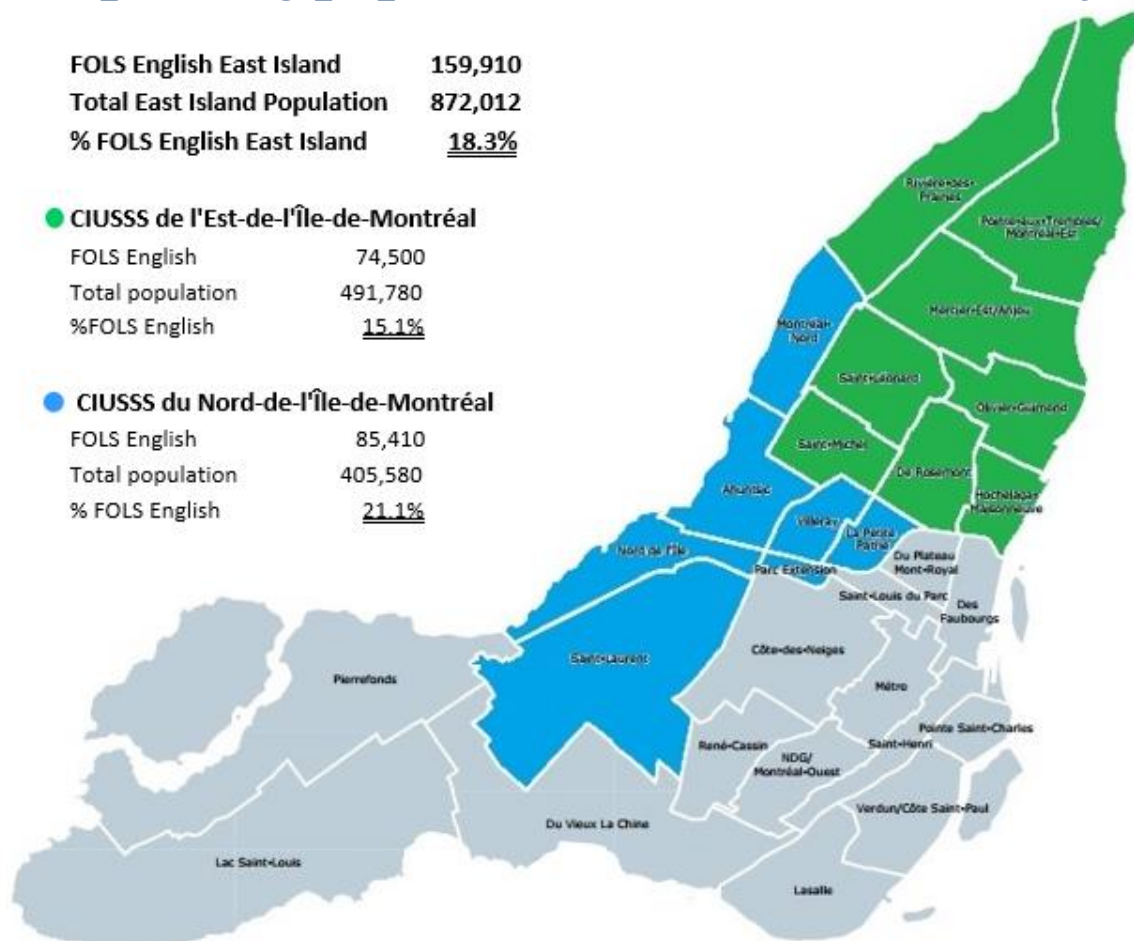 FOLS English East Island 159,910
Total East Island Population 872,012
% FOLS English East Island 18.3%
CIUSSS de l'Est-de-l'Île-de-Montréal
FOLS English 74,500
Total population 491,780
%FOLS English 15.1%
CIUSSS du Nord-de-l'Île-de-Montréal
FOLS English 85,410
Total population 405,580
% FOLS English 21.1%
Rivière-des-
Prairies
Pointe-aux-Trembles/
Montréal-Est
Mercier-Est/Anjou
Montréal-
Nord
Saint-Léonard
Olivier-Guimond
Saint-Michel
De Rosemont
Hochelaga-
Maisonneuve
Ahuntsic
Villeray
La Petite
Patrie
Nord de l'Île
Parc Extension
Du Plateau
Mont-Royal
Saint-Louis du Parc
Des
Faubourgs
Saint-Laurent
Côte-des-Neiges
Pierrefonds
Métro
Pointe Saint-Charles
René-Cassin
Saint-Henri
NDG/
Montréal-Ouest
Verdun/Côte Saint-Paul
Du Vieux La Chine
Lac Saint-Louis
Lasalle